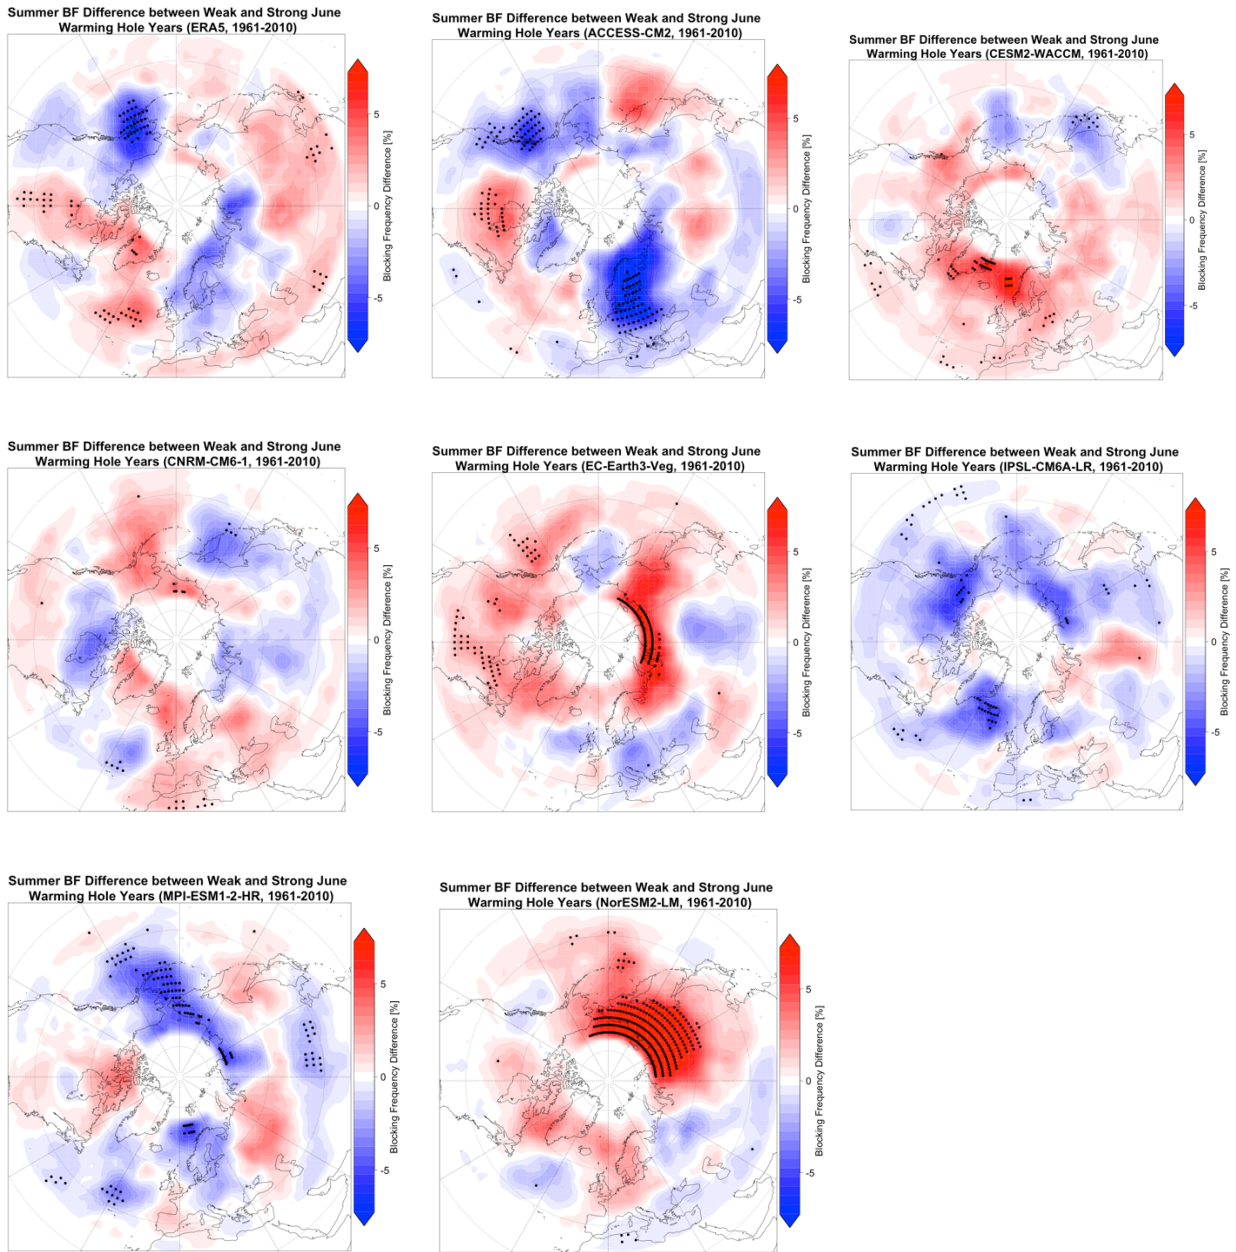 Summer BF Difference between Weak and Strong June
Warming Hole Years (ERA5, 1961-2010)
5
0
-5
Blocking Frequency Difference [%]
Summer BF Difference between Weak and Strong June
Warming Hole Years (ACCESS-CM2, 1961-2010)
5
0
-5
Blocking Frequency Difference [%]
Summer BF Difference between Weak and Strong June
Warming Hole Years (CESM2-WACCM, 1961-2010)
5
0
-5
Blocking Frequency Difference [%]
Summer BF Difference between Weak and Strong June
Warming Hole Years (CNRM-CM6-1, 1961-2010)
5
0
-5
Blocking Frequency Difference [%]
Summer BF Difference between Weak and Strong June
Warming Hole Years (EC-Earth3-Veg, 1961-2010)
5
0
-5
Blocking Frequency Difference [%]
Summer BF Difference between Weak and Strong June
Warming Hole Years (IPSL-CM6A-LR, 1961-2010)
5
0
-5
Blocking Frequency Difference [%]
Summer BF Difference between Weak and Strong June
Warming Hole Years (MPI-ESM1-2-HR, 1961-2010)
5
0
-5
Blocking Frequency Difference [%]
Summer BF Difference between Weak and Strong June
Warming Hole Years (NorESM2-LM, 1961-2010)
5
0
-5
Blocking Frequency Difference [%]